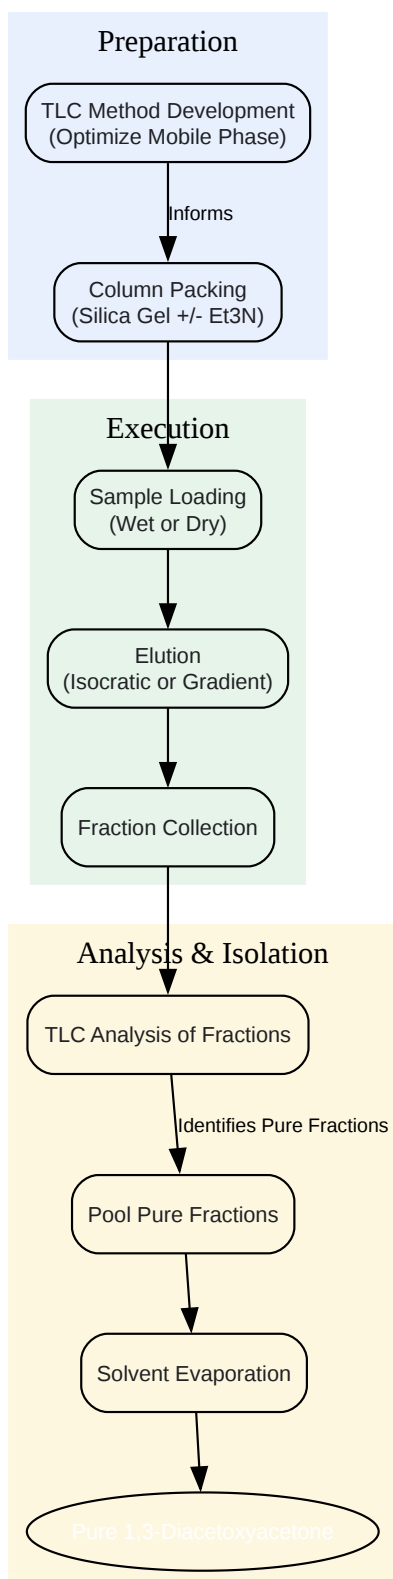 Preparation
TLC Method Development
(Optimize Mobile Phase)
Informs
Column Packing
(Silica Gel +/- Et3N)
Execution
Sample Loading
(Wet or Dry)
Elution
(Isocratic or Gradient)
Fraction Collection
Analysis & Isolation
TLC Analysis of Fractions
Identifies Pure Fractions
Pool Pure Fractions
Solvent Evaporation
Pure 1,3-Diacetoxyacetone